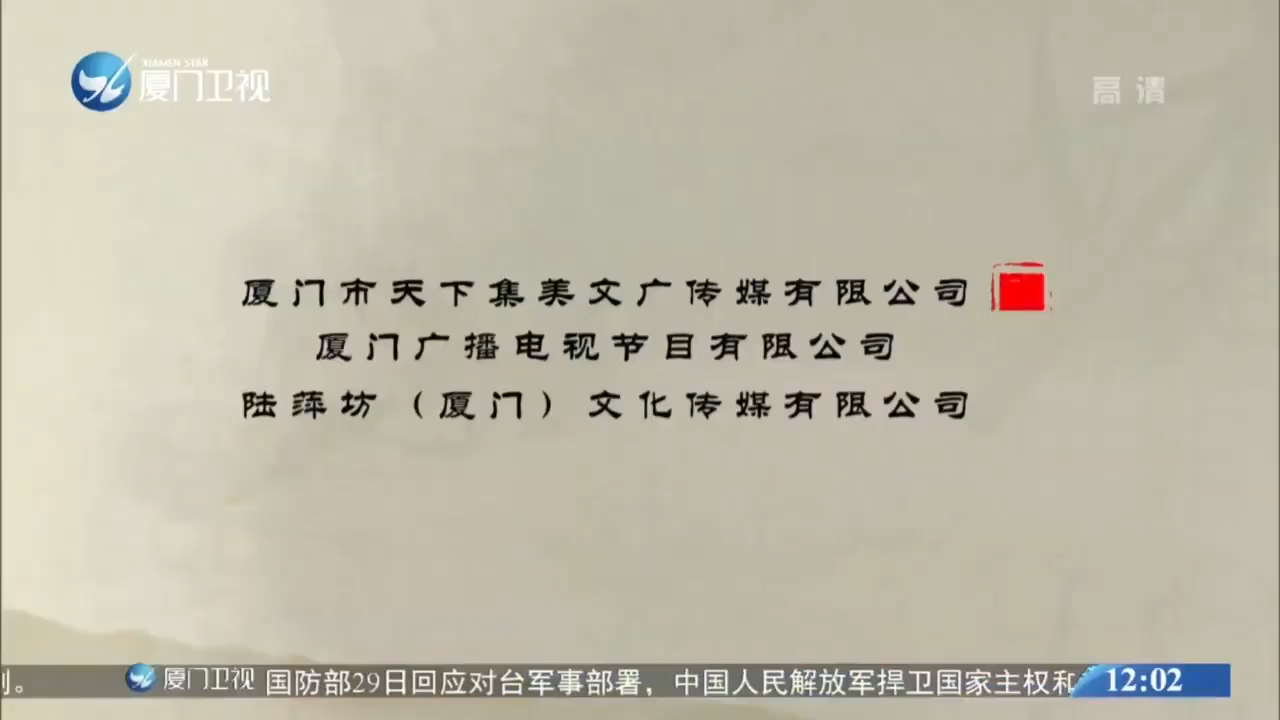 XIAMEN STAR
厦门卫视
高清
厦门市天下集美文广传媒有限公司
厦门广播电视节目有限公司
陆萍坊（厦门）文化传媒有限公司
。 厦门卫视 国防部29日回应对台军事部署，中国人民解放军捍卫国家主权和
12:02